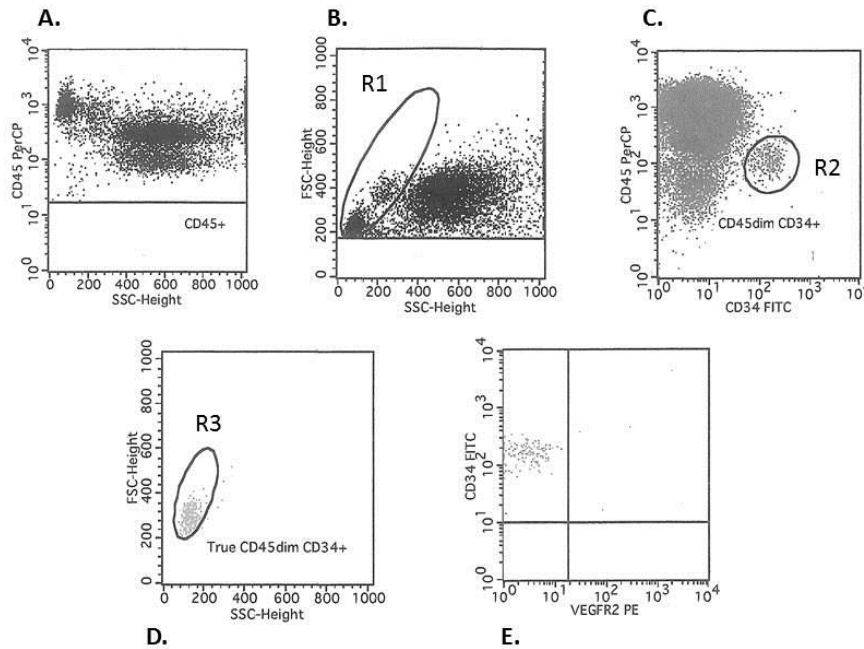 A.
B.
C.
10^4
10^3
10^2
10^1
10^0
CD45 PerCP
CD45+
0 200 400 600 800 1000
SSC-Height
1000
800
600
400
200
0
FSC-Height
R1
0 200 400 600 800 1000
SSC-Height
10^4
10^3
10^2
10^1
10^0
CD45 PerCP
R2
CD45dim CD34+
10^0 10^1 10^2 10^3 10^4
CD34 FITC
1000
800
600
400
200
0
FSC-Height
R3
True CD45dim CD34+
0 200 400 600 800 1000
SSC-Height
10^4
10^3
10^2
10^1
10^0
CD34 FITC
10^0 10^1 10^2 10^3 10^4
VEGFR2 PE
D.
E.